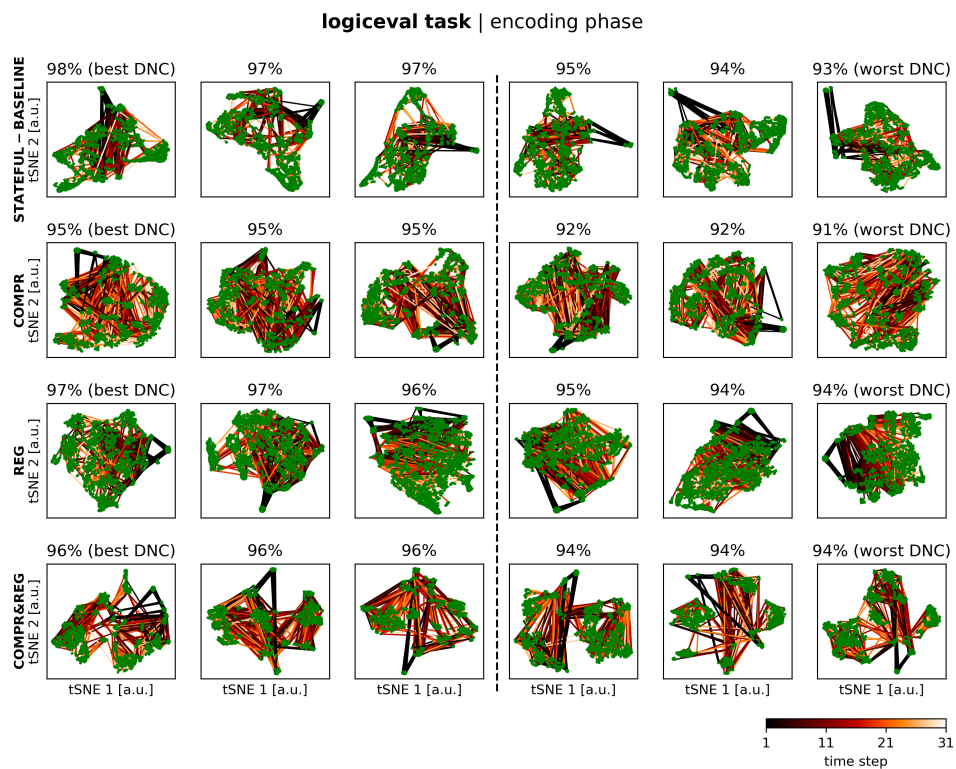 logiceval task | encoding phase
STATEFUL – BASELINE
tSNE 2 [a.u.]
98% (best DNC)
97%
97%
95%
94%
93% (worst DNC)
COMPR
tSNE 2 [a.u.]
95% (best DNC)
95%
95%
92%
92%
91% (worst DNC)
REG
tSNE 2 [a.u.]
97% (best DNC)
97%
96%
95%
94%
94% (worst DNC)
COMPR&REG
tSNE 2 [a.u.]
96% (best DNC)
96%
96%
94%
94%
94% (worst DNC)
tSNE 1 [a.u.]
tSNE 1 [a.u.]
tSNE 1 [a.u.]
tSNE 1 [a.u.]
tSNE 1 [a.u.]
tSNE 1 [a.u.]
1
11
21
31
time step